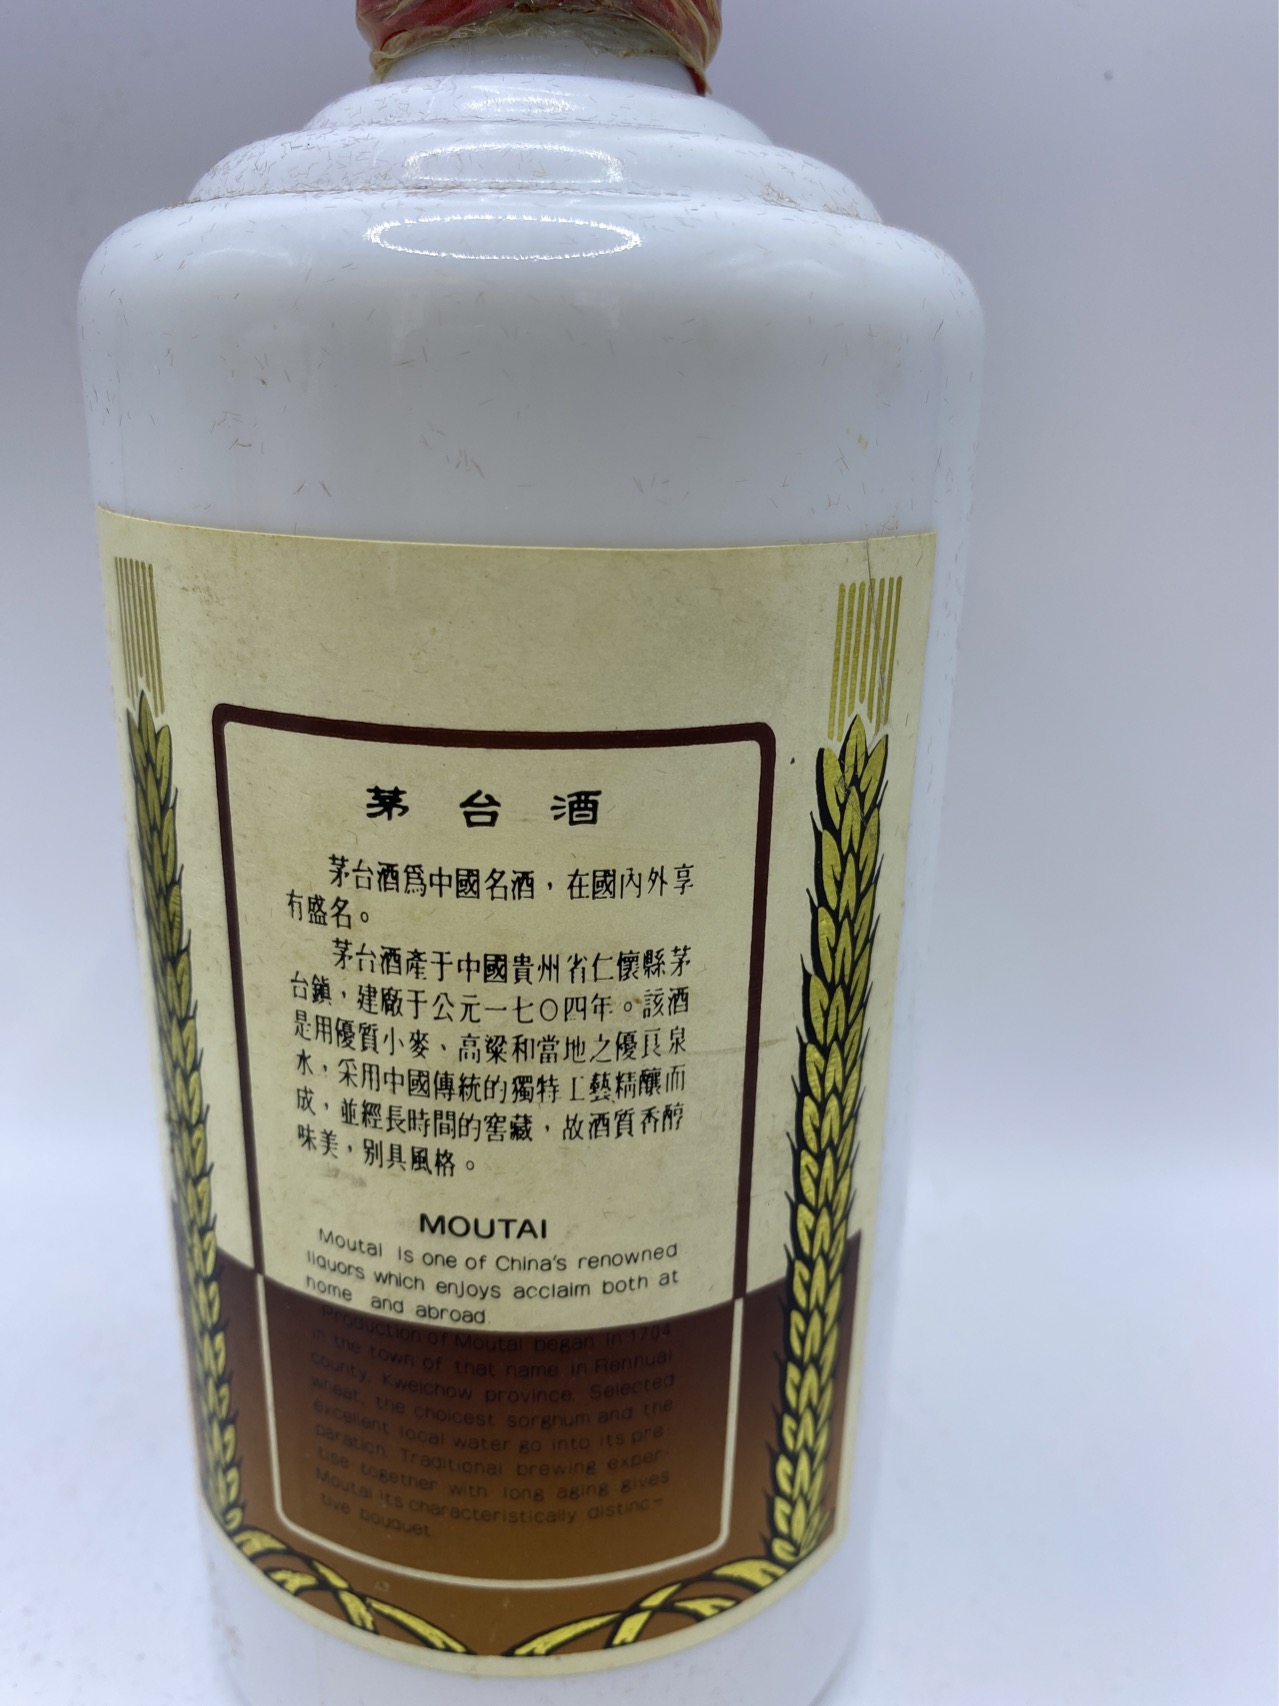 茅台酒
茅台酒爲中國名酒，在國内外享
有盛名。
茅台酒產于中國貴州省仁懷縣茅
台鎮，建廠于公元一七〇四年。該酒
是用優質小麥、高粱和當地之優良泉
水，采用中國傳統的獨特工藝精釀而
成，並經長時間的窖藏，故酒質香醇
味美，别具風格。
MOUTAI
Moutai is one of China's renowned
liquors which enjoys acclaim both at
home and abroad.
Production of Moutai began in 1704
in the town of that name in Renhuai
county, Kweichow province. Selected
wheat, the choicest sorghum and the
excellent local water go into its pra-
paration. Traditional brewing exper-
tise together with long aging gives
Moutai its characteristically distinc-
tive bouquet.